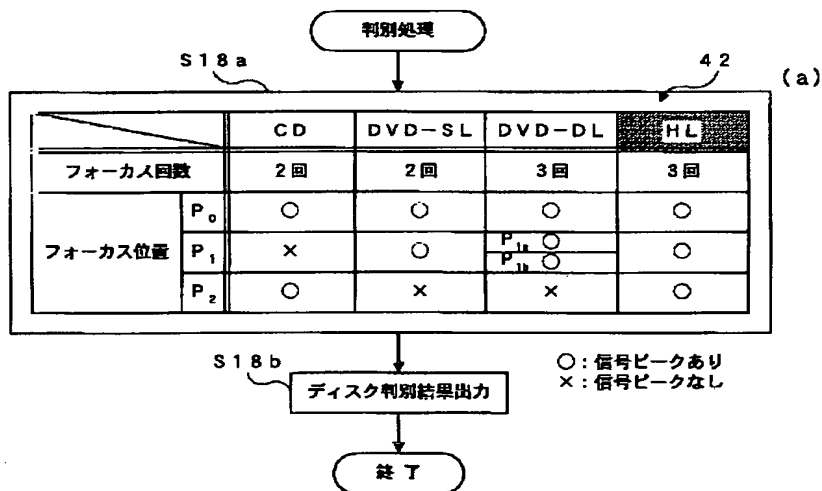 判別処理
S18a
42
(a)
CD DVD-SL DVD-DL HL
フォーカス回数 2回 2回 3回 3回
P0 ○ ○ ○ ○
フォーカス位置 P1 × ○ P1a ○ ○
P1b ○
P2 ○ × × ○
S18b
ディスク判別結果出力
○:信号ピークあり
×:信号ピークなし
終了